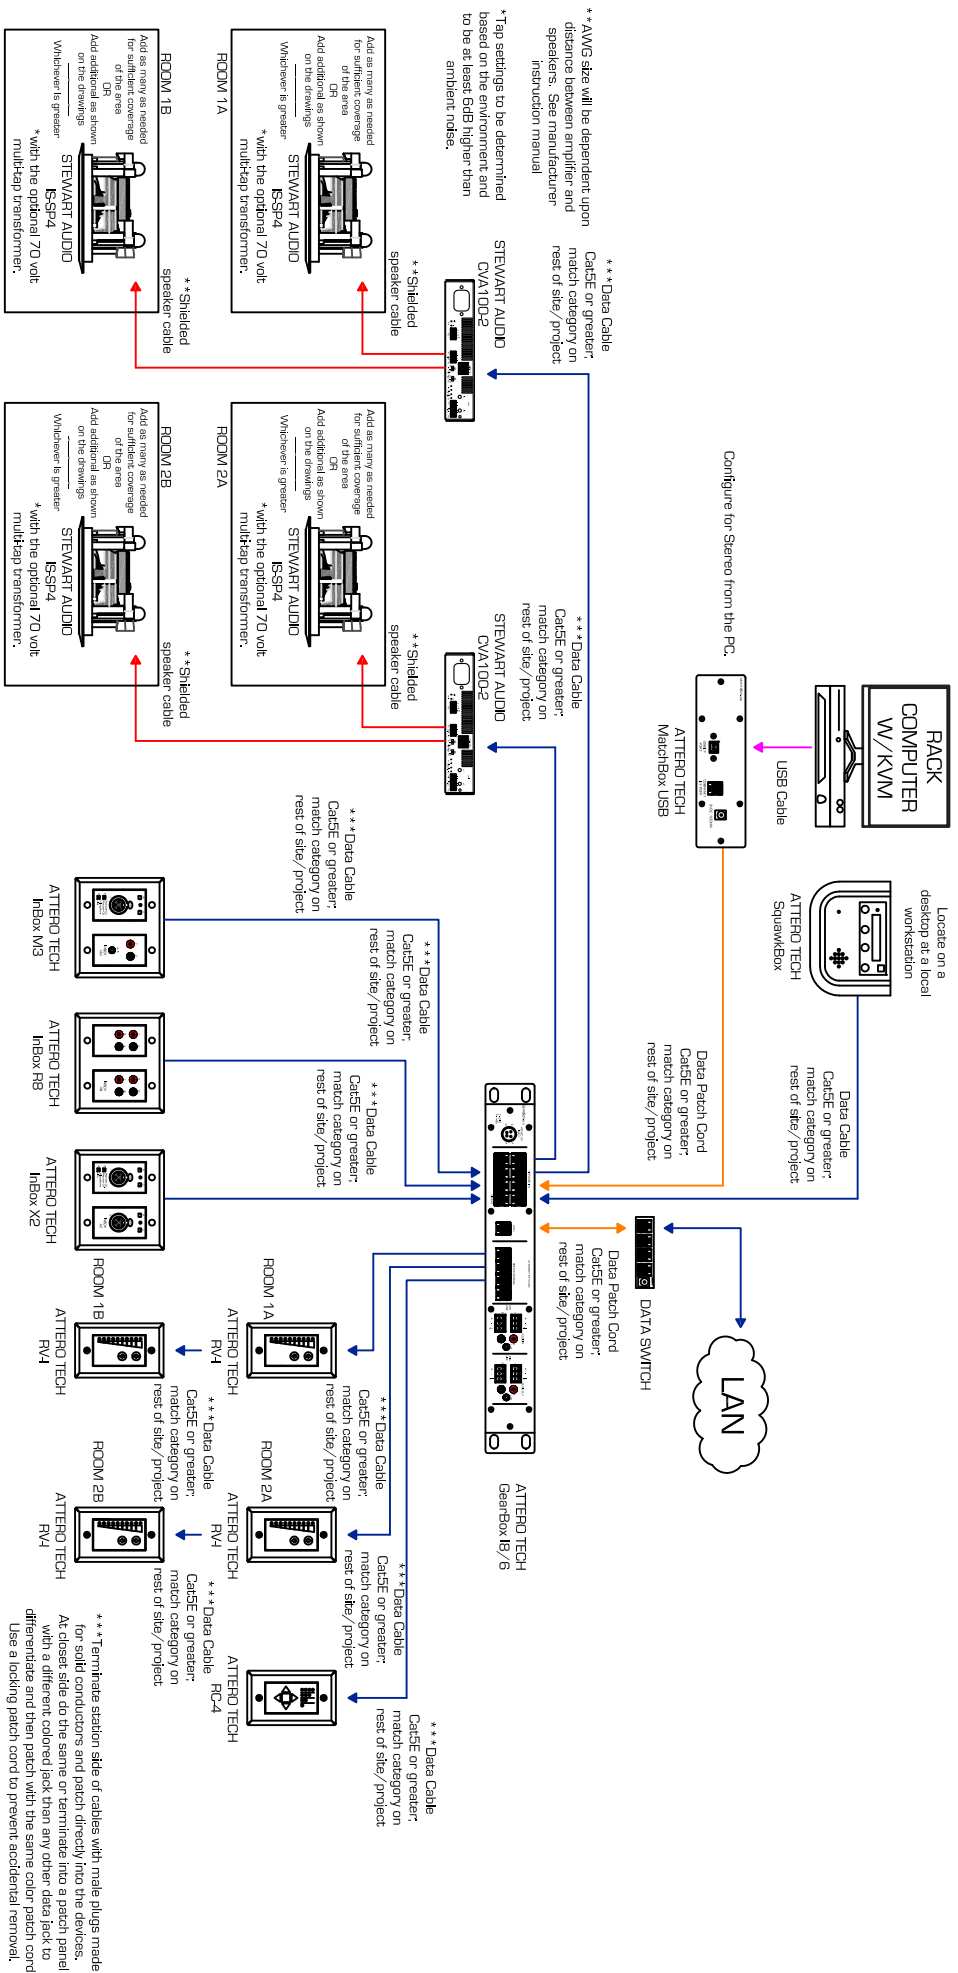 RACK
COMPUTER
W/KVM
USB Cable
Configure for Stereo from the PC.
ATTERO TECH
MatchBox USB
Locate on a
desktop at a local
workstation
ATTERO TECH
SquawkBox
Data Cable
Cat5E or greater;
match category on
rest of site/project
Data Patch Cord
Cat5E or greater;
match category on
rest of site/project
LAN
DATA SWITCH
Data Patch Cord
Cat5E or greater:
match category on
rest of site/project
ATTERO TECH
GearBox I8/6
**AWG size will be dependent upon
distance between amplifier and
speakers. See manufacturer
instruction manual
*Tap settings to be determined
based on the environment and
to be at least 6dB higher than
ambient noise.
***Data Cable
Cat5E or greater;
match category on
rest of site/project
STEWART AUDIO
CVA100-2
***Data Cable
Cat5E or greater;
match category on
rest of site/project
STEWART AUDIO
CVA100-2
**Shielded
speaker cable
ROOM 1A
Add as many as needed
for sufficient coverage
of the area
OR
Add additional as shown
on the drawings
Whichever is greater
STEWART AUDIO
IS-SP4
*with the optional 70 volt
multi-tap transformer.
**Shielded
speaker cable
ROOM 2A
Add as many as needed
for sufficient coverage
of the area
OR
Add additional as shown
on the drawings
Whichever is greater
STEWART AUDIO
IS-SP4
*with the optional 70 volt
multi-tap transformer.
**Shielded
speaker cable
ROOM 1B
Add as many as needed
for sufficient coverage
of the area
OR
Add additional as shown
on the drawings
Whichever is greater
STEWART AUDIO
IS-SP4
*with the optional 70 volt
multi-tap transformer.
**Shielded
speaker cable
ROOM 2B
Add as many as needed
for sufficient coverage
of the area
OR
Add additional as shown
on the drawings
Whichever is greater
STEWART AUDIO
IS-SP4
*with the optional 70 volt
multi-tap transformer.
***Data Cable
Cat5E or greater;
match category on
rest of site/project
ATTERO TECH
InBox M3
***Data Cable
Cat5E or greater;
match category on
rest of site/project
ATTERO TECH
InBox R8
***Data Cable
Cat5E or greater;
match category on
rest of site/project
ATTERO TECH
InBox X2
ROOM 1A
ATTERO TECH
RV-I
***Data Cable
Cat5E or greater;
match category on
rest of site/project
ROOM 2A
ATTERO TECH
RV-I
***Data Cable
Cat5E or greater;
match category on
rest of site/project
ATTERO TECH
RC-4
***Data Cable
Cat5E or greater;
match category on
rest of site/project
ROOM 1B
ATTERO TECH
RV-I
***Data Cable
Cat5E or greater;
match category on
rest of site/project
ROOM 2B
ATTERO TECH
RV-I
***Data Cable
Cat5E or greater;
match category on
rest of site/project
***Terminate station side of cables with male plugs made
for solid conductors and patch directly into the devices.
At closet side do the same or terminate into a patch panel
with a different colored jack than any other data jack to
differentiate and then patch with the same color patch cord
Use a locking patch cord to prevent accidental removal.